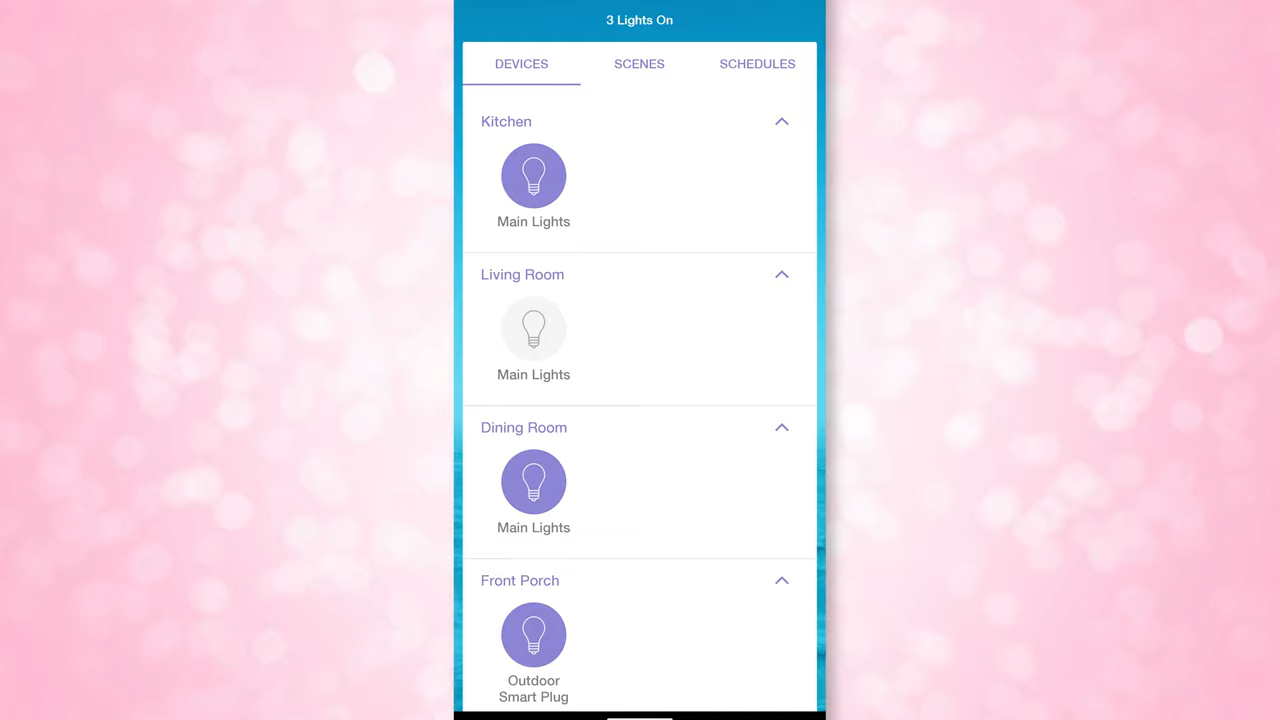 3 Lights On
DEVICES
SCENES
SCHEDULES
Kitchen
Main Lights
Living Room
Main Lights
Dining Room
Main Lights
Front Porch
Outdoor
Smart Plug